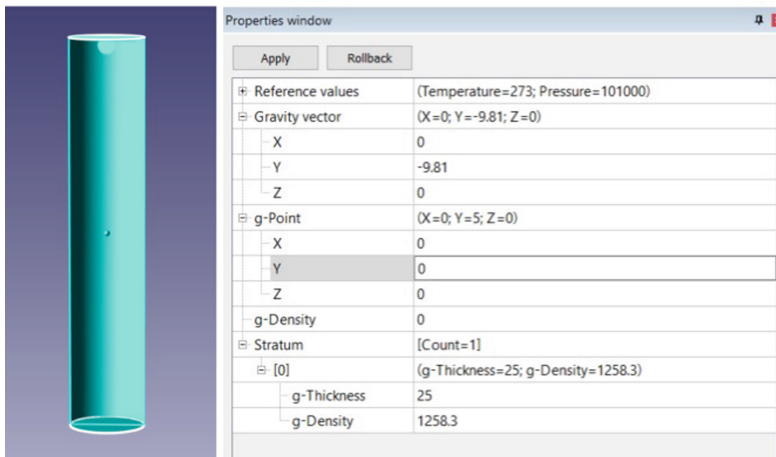 Properties window
Apply Rollback
Reference values (Temperature=273; Pressure=101000)
Gravity vector (X=0; Y=-9.81; Z=0)
X 0
Y -9.81
Z 0
g-Point (X=0; Y=5; Z=0)
X 0
Y 0
Z 0
g-Density 0
Stratum [Count=1]
[0] (g-Thickness=25; g-Density=1258.3)
g-Thickness 25
g-Density 1258.3